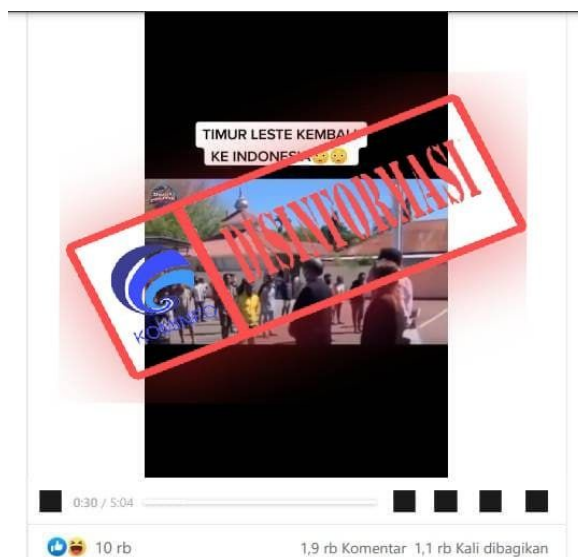 TIMUR LESTE KEMBALI
KE INDONESIA
DISINFORMASI
KOMINFO
0:30 / 5:04
10 rb
1,9 rb Komentar 1,1 rb Kali dibagikan